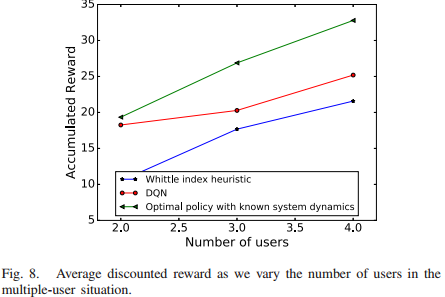 35
30
25
20
15
10
5
Accumulated Reward
Whittle index heuristic
DQN
Optimal policy with known system dynamics
2.0 2.5 3.0 3.5 4.0
Number of users
Fig. 8. Average discounted reward as we vary the number of users in the
multiple-user situation.